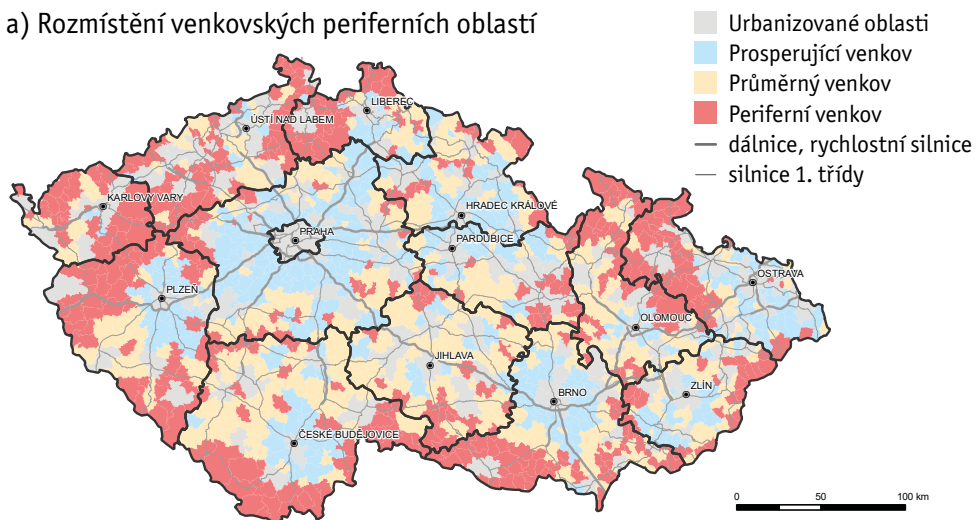 a) Rozmístění venkovských periferních oblastí
Urbanizované oblasti
Prosperující venkov
Průměrný venkov
Periferní venkov
dálnice, rychlostní silnice
silnice 1. třídy
LIBEREC
ÚSTÍ NAD LABEM
KARLOVY VARY
HRADEC KRÁLOVÉ
PRAHA
PARDUBICE
OSTRAVA
PLZEŇ
OLOMOUC
JIHLAVA
ZLÍN
BRNO
ČESKÉ BUDĚJOVICE
0 50 100 km